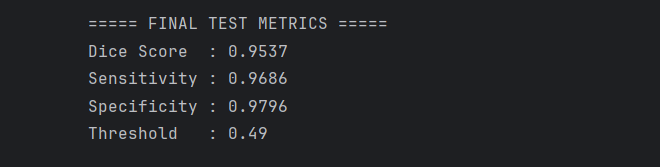 ===== FINAL TEST METRICS =====
Dice Score  : 0.9537
Sensitivity : 0.9686
Specificity : 0.9796
Threshold   : 0.49